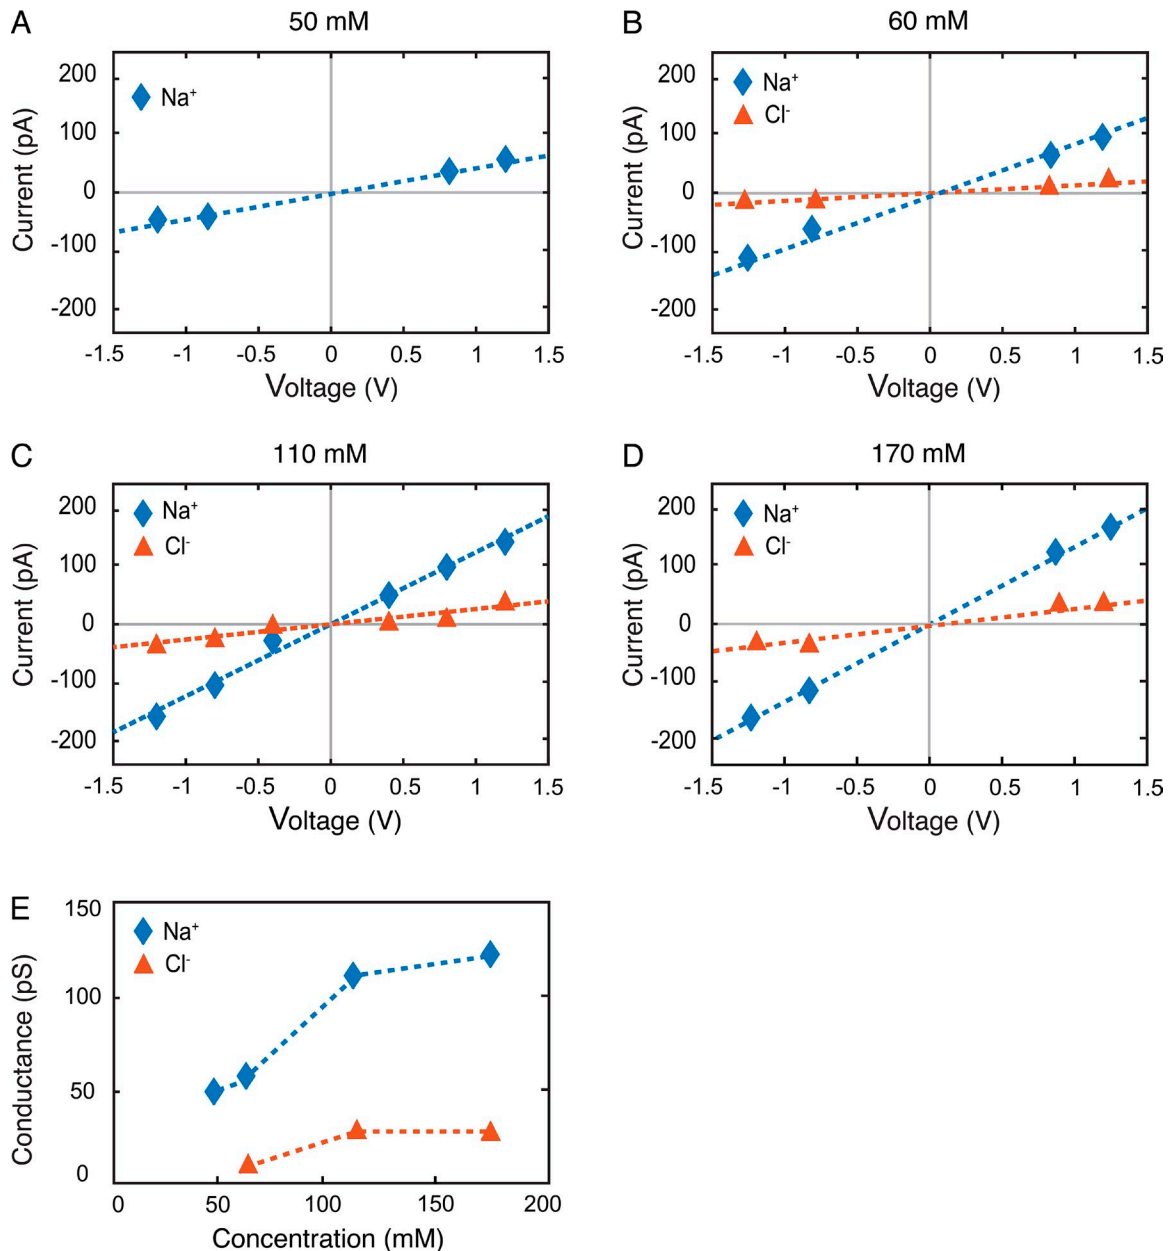 A
50 mM
Current (pA)
200
100
0
-100
-200
Na⁺
-1.5
-1
-0.5
0
0.5
1
1.5
Voltage (V)
B
60 mM
Current (pA)
200
100
0
-100
-200
Na⁺
Cl⁻
-1.5
-1
-0.5
0
0.5
1
1.5
Voltage (V)
C
110 mM
Current (pA)
200
100
0
-100
-200
Na⁺
Cl⁻
-1.5
-1
-0.5
0
0.5
1
1.5
Voltage (V)
D
170 mM
Current (pA)
200
100
0
-100
-200
Na⁺
Cl⁻
-1.5
-1
-0.5
0
0.5
1
1.5
Voltage (V)
E
Conductance (pS)
150
100
50
0
Na⁺
Cl⁻
0
50
100
150
200
Concentration (mM)